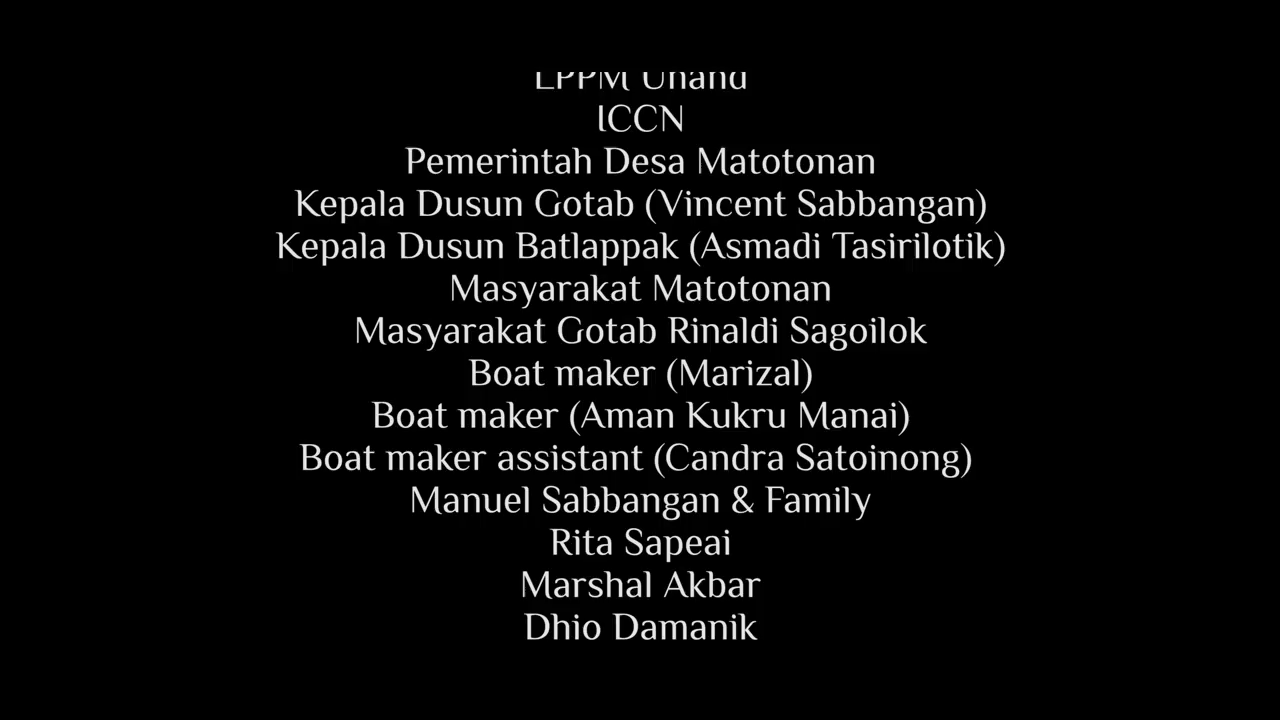 LPPM Unand
ICCN
Pemerintah Desa Matotonan
Kepala Dusun Gotab (Vincent Sabbangan)
Kepala Dusun Batlappak (Asmadi Tasirilotik)
Masyarakat Matotonan
Masyarakat Gotab Rinaldi Sagoilok
Boat maker (Marizal)
Boat maker (Aman Kukru Manai)
Boat maker assistant (Candra Satoinong)
Manuel Sabbangan & Family
Rita Sapeai
Marshal Akbar
Dhio Damanik